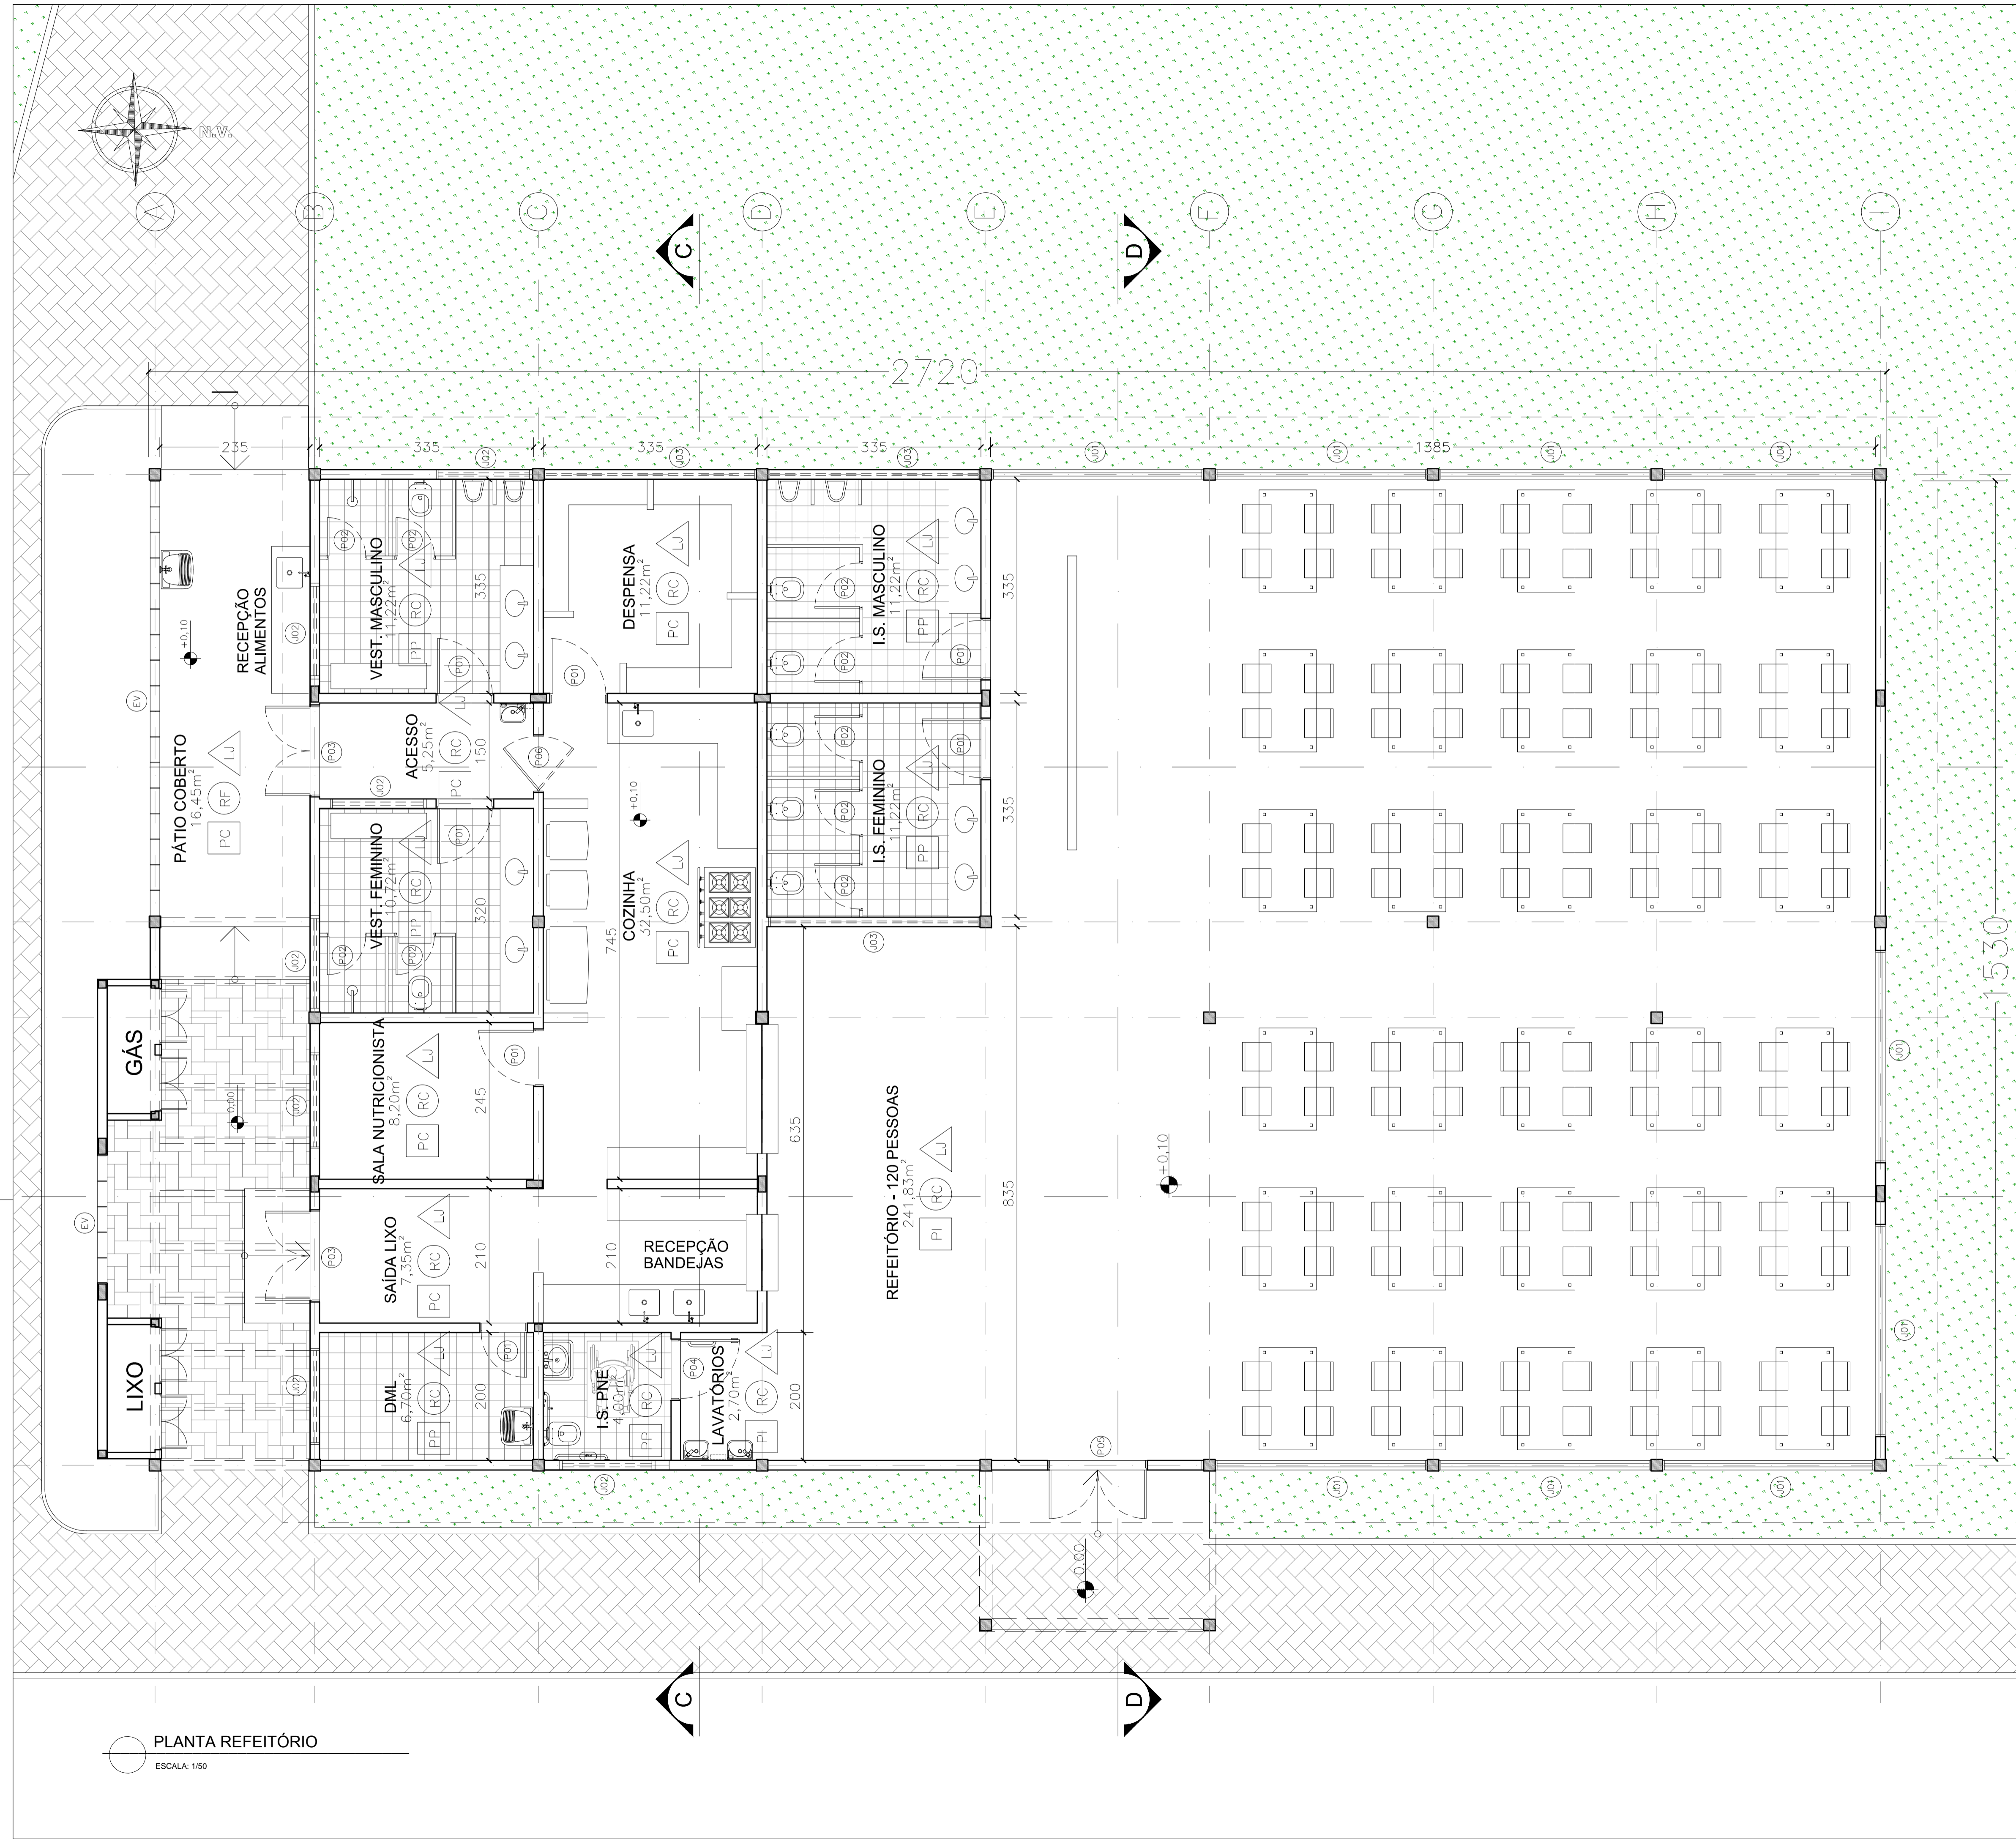 N.V.
A
B
C
D
E
F
G
H
I
C
D
2720
235
335
335
335
1385
J02
J03
J03
J01
J01
J01
J01
RECEPÇÃO
ALIMENTOS
+0,10
J02
EV
PÁTIO COBERTO
16,45m²
PC
RF
LJ
P03
VEST. MASCULINO
11,22m²
PP
RC
LJ
P02
P02
P01
335
DESPENSA
11,22m²
PC
RC
LJ
P01
I.S. MASCULINO
11,22m²
PP
RC
LJ
P02
P02
P01
335
ACESSO
5,25m²
PC
RC
LJ
150
J02
P06
VEST. FEMININO
10,72m²
PP
RC
LJ
P02
P02
P01
320
J02
COZINHA
32,50m²
PC
RC
LJ
+0,10
745
I.S. FEMININO
11,22m²
PP
RC
LJ
P02
P02
P02
P01
335
J03
GÁS
0,00
J02
SALA NUTRICIONISTA
8,20m²
PC
RC
LJ
P01
245
635
REFEITÓRIO - 120 PESSOAS
241,83m²
PI
RC
LJ
+0,10
835
1530
J01
J01
EV
P03
SAÍDA LIXO
7,35m²
PC
RC
LJ
210
210
RECEPÇÃO
BANDEJAS
LIXO
J02
DML
6,70m²
PP
RC
LJ
P01
200
I.S. PNE
4,00m²
PP
RC
LJ
P04
LAVATÓRIOS
2,70m²
PI
RC
LJ
200
J02
P05
J01
J01
J01
0,00
C
D
PLANTA REFEITÓRIO
ESCALA: 1/50